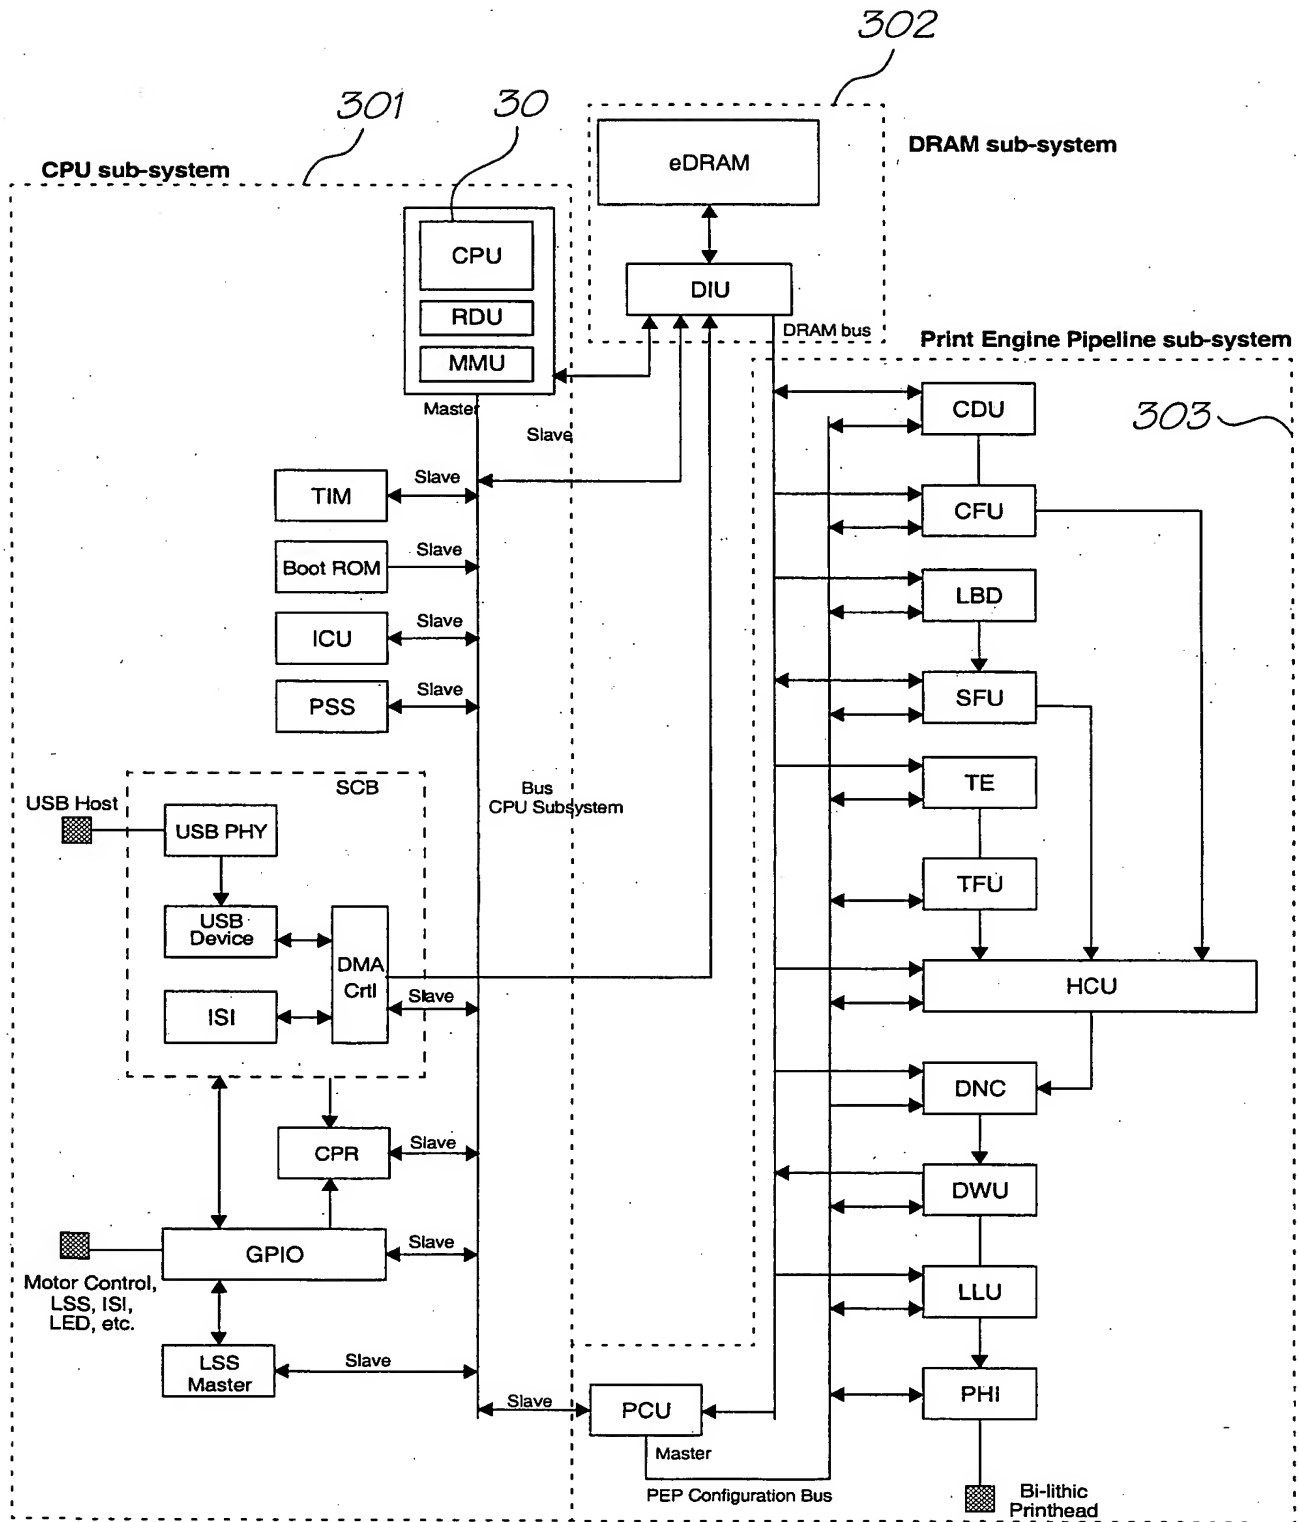 302
301
30
CPU sub-system
DRAM sub-system
eDRAM
CPU
RDU
MMU
Master
DIU
DRAM bus
Print Engine Pipeline sub-system
303
Slave
TIM
Slave
Boot ROM
Slave
ICU
Slave
PSS
Slave
CDU
CFU
LBD
SFU
TE
TFU
HCU
DNC
DWU
LLU
PHI
Bus
CPU Subsystem
SCB
USB Host
USB PHY
USB
Device
DMA
Crtl
Slave
ISI
CPR
Slave
GPIO
Slave
Motor Control,
LSS, ISI,
LED, etc.
LSS
Master
Slave
Slave
PCU
Master
PEP Configuration Bus
Bi-lithic
Printhead